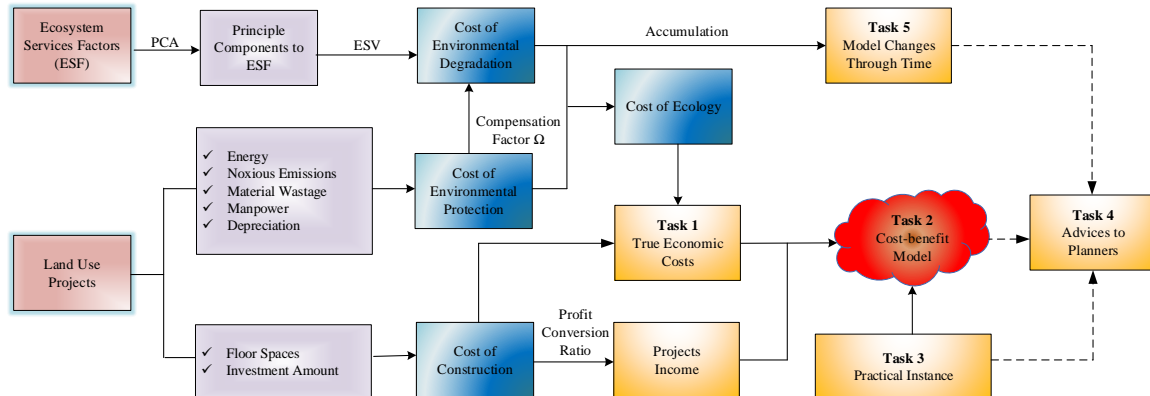 Ecosystem
Services Factors
(ESF)
PCA
Principle
Components to
ESF
ESV
Cost of
Environmental
Degradation
Accumulation
Task 5
Model Changes
Through Time
Cost of Ecology
Compensation
Factor Ω
✓ Energy
✓ Noxious Emissions
✓ Material Wastage
✓ Manpower
✓ Depreciation
Cost of
Environmental
Protection
Task 1
True Economic
Costs
Task 2
Cost-benefit
Model
Task 4
Advices to
Planners
Land Use
Projects
✓ Floor Spaces
✓ Investment Amount
Cost of
Construction
Profit
Conversion
Ratio
Projects
Income
Task 3
Practical Instance